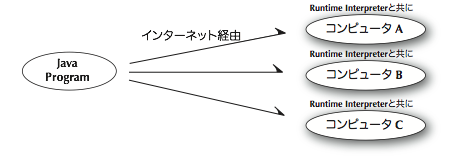 Java
Program
インターネット経由
Runtime Interpreterと共に
コンピュータ A
Runtime Interpreterと共に
コンピュータ B
Runtime Interpreterと共に
コンピュータ C